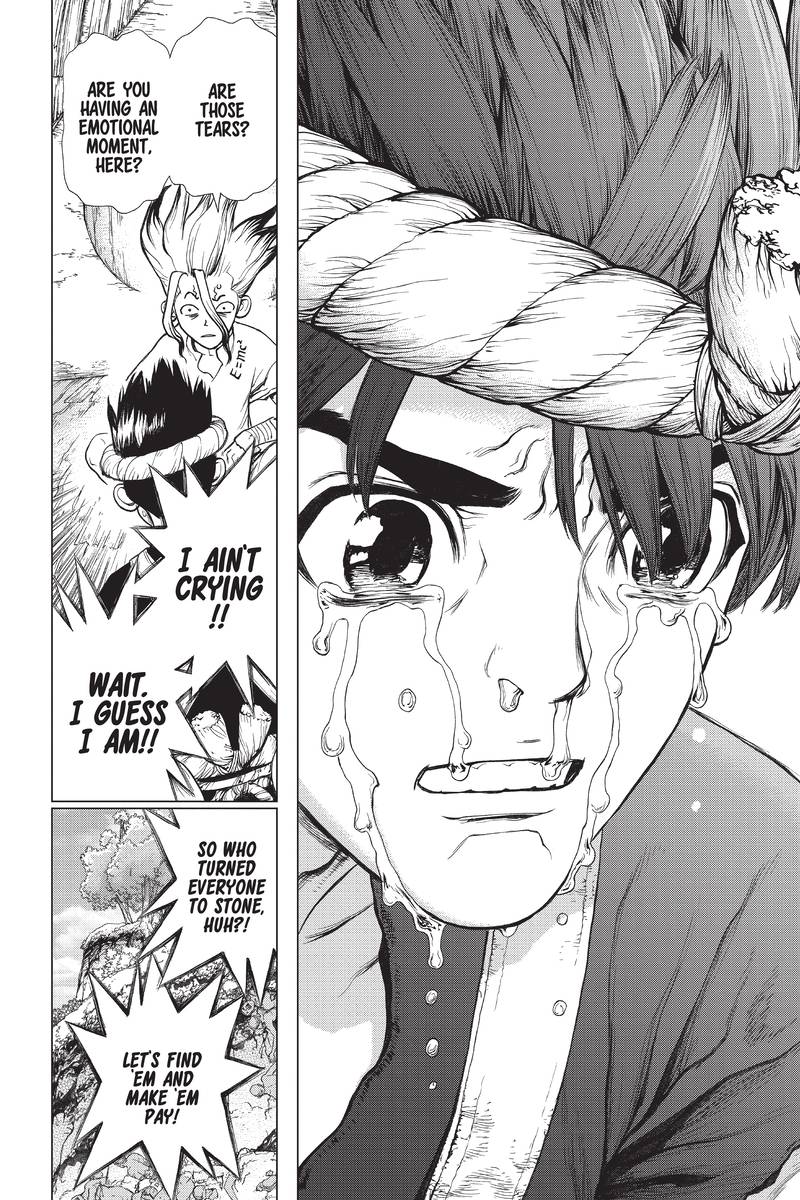 ARE
THOSE
TEARS?
ARE YOU
HAVING AN
EMOTIONAL
MOMENT,
HERE?
E=mc²
I AIN'T
CRYING
!!
WAIT.
I GUESS
I AM!!
SO WHO
TURNED
EVERYONE
TO STONE,
HUH?!
LET'S FIND
'EM AND
MAKE 'EM
PAY!